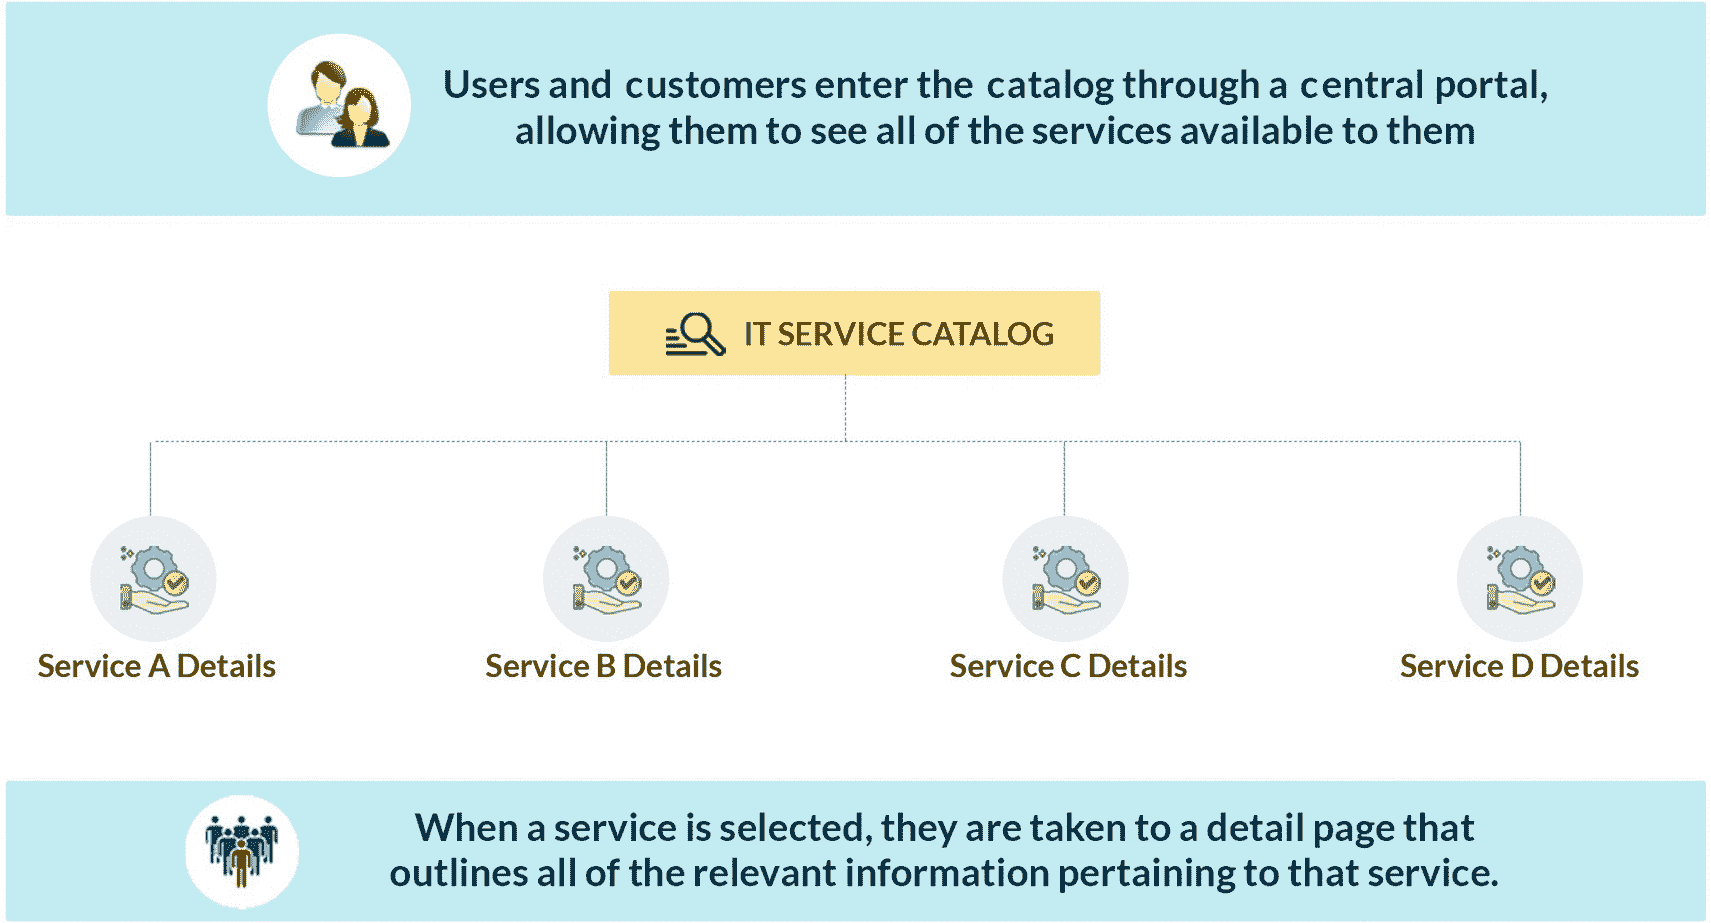 Users and customers enter the catalog through a central portal,
allowing them to see all of the services available to them
IT SERVICE CATALOG
Service A Details
Service B Details
Service C Details
Service D Details
When a service is selected, they are taken to a detail page that
outlines all of the relevant information pertaining to that service.